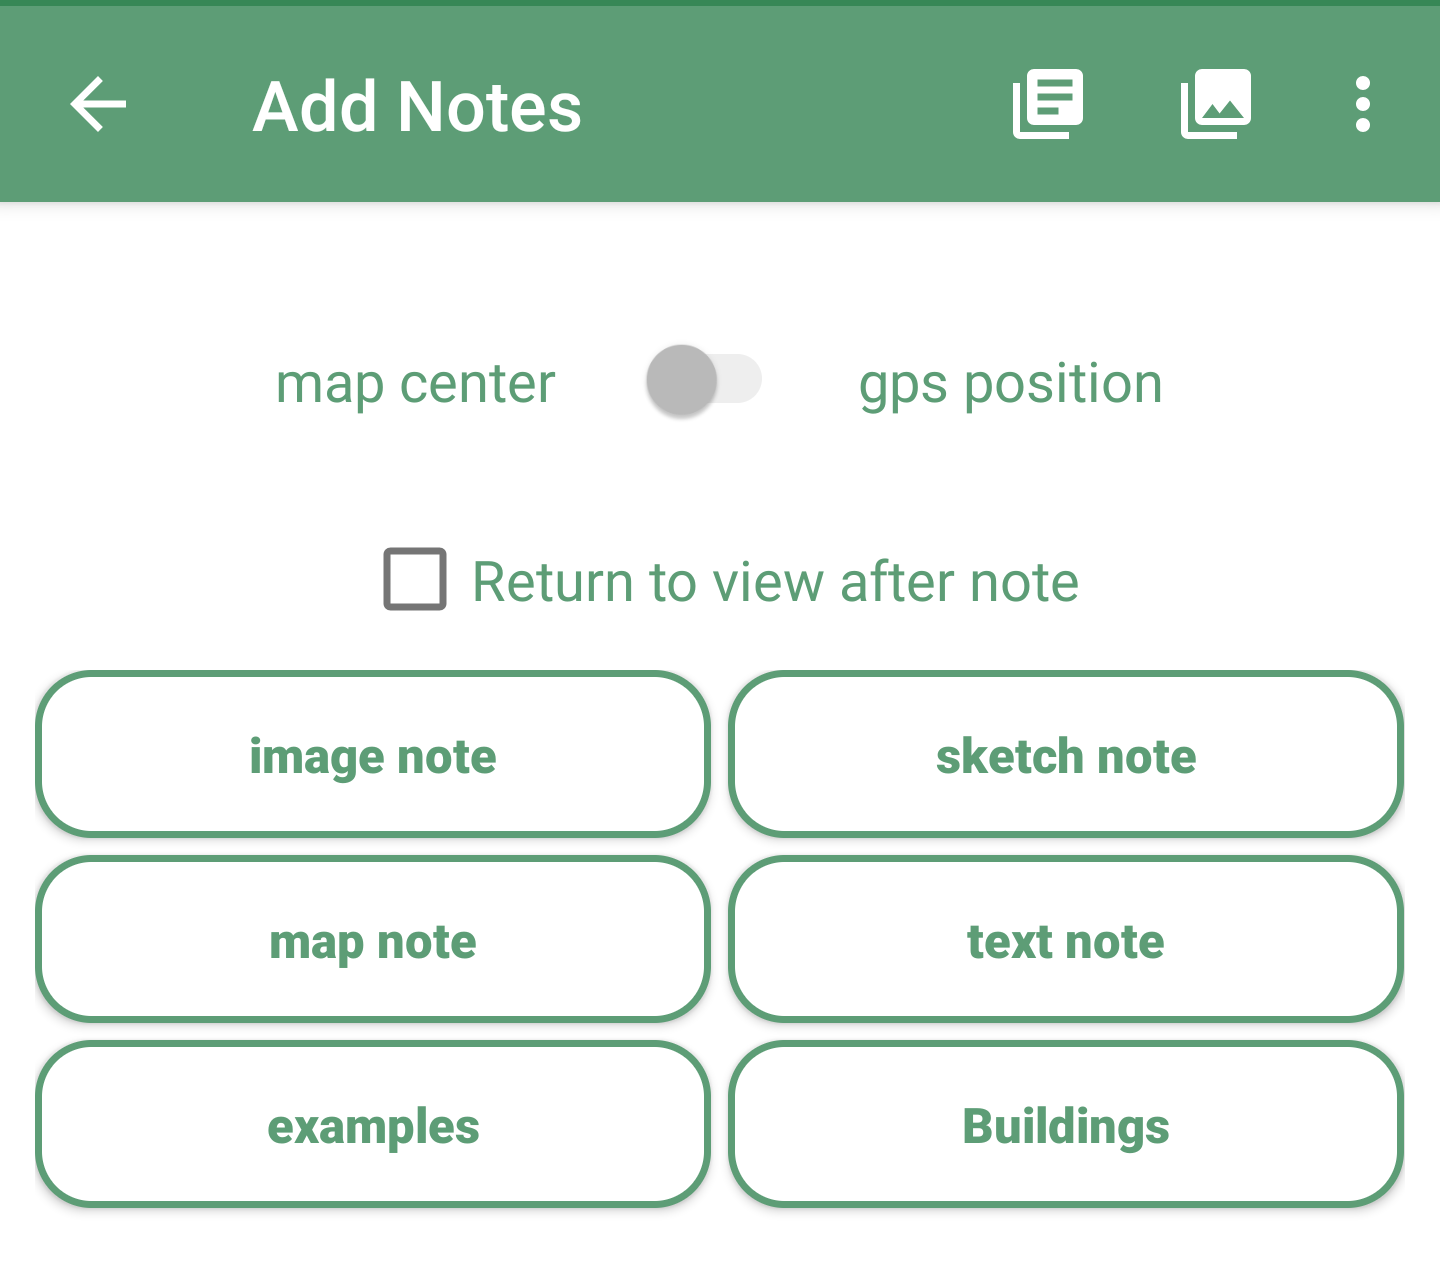 Add Notes
map center gps position
Return to view after note
image note sketch note
map note text note
examples Buildings